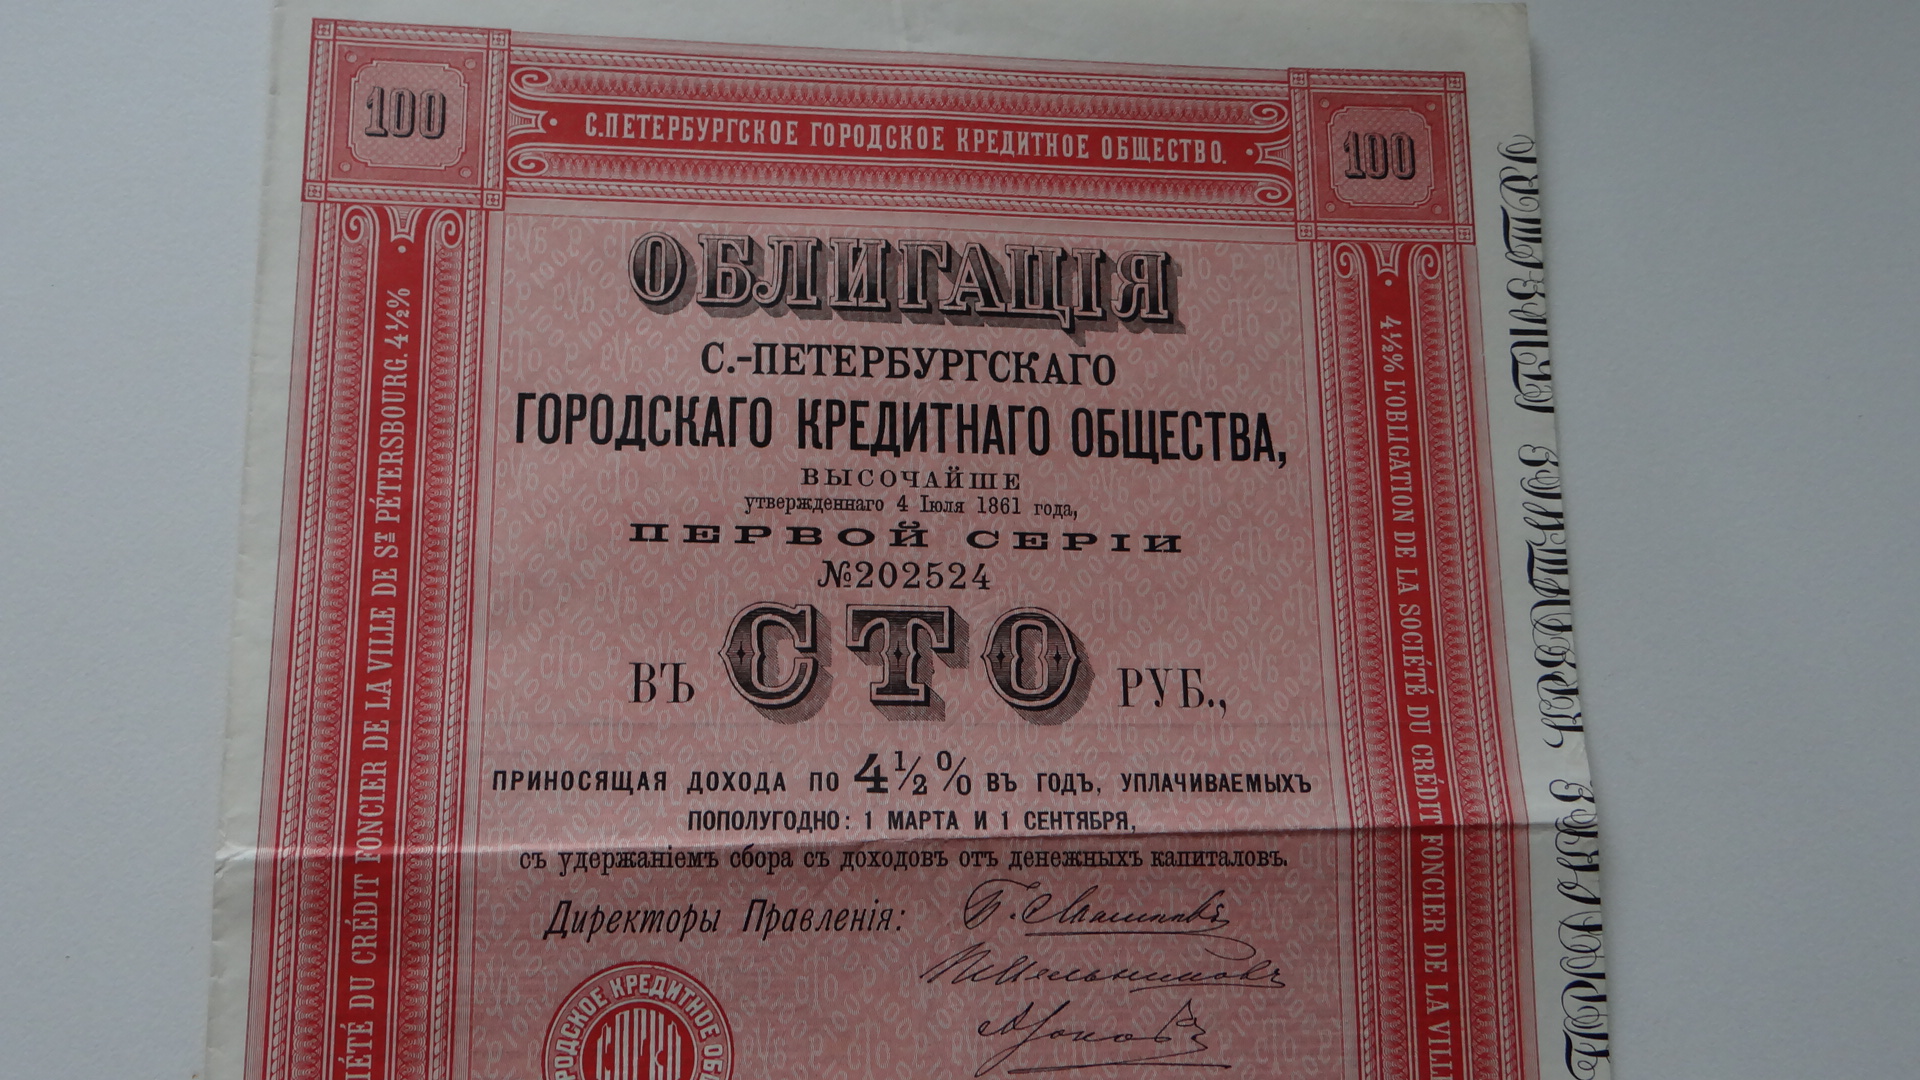 100
С.ПЕТЕРБУРГСКОЕ ГОРОДСКОЕ КРЕДИТНОЕ ОБЩЕСТВО.
100
ОБЛИГАЦІЯ
С.-ПЕТЕРБУРГСКАГО
ГОРОДСКАГО КРЕДИТНАГО ОБЩЕСТВА,
ВЫСОЧАЙШЕ
утвержденнаго 4 Іюля 1861 года,
ПЕРВОЙ СЕРІИ
№202524
ВЪ СТО РУБ.,
ПРИНОСЯЩАЯ ДОХОДА ПО 4½% ВЪ ГОДЪ, УПЛАЧИВАЕМЫХЪ
ПОПОЛУГОДНО: 1 МАРТА И 1 СЕНТЯБРЯ,
съ удержаніемъ сбора съ доходовъ отъ денежныхъ капиталовъ.
Директоры Правленія:
DU CRÉDIT FONCIER DE LA VILLE DE ST PÉTERSBOURG. 4½%
4½% L'OBLIGATION DE LA SOCIÉTÉ DU CRÉDIT FONCIER DE LA
КРЕДИТНОЕ